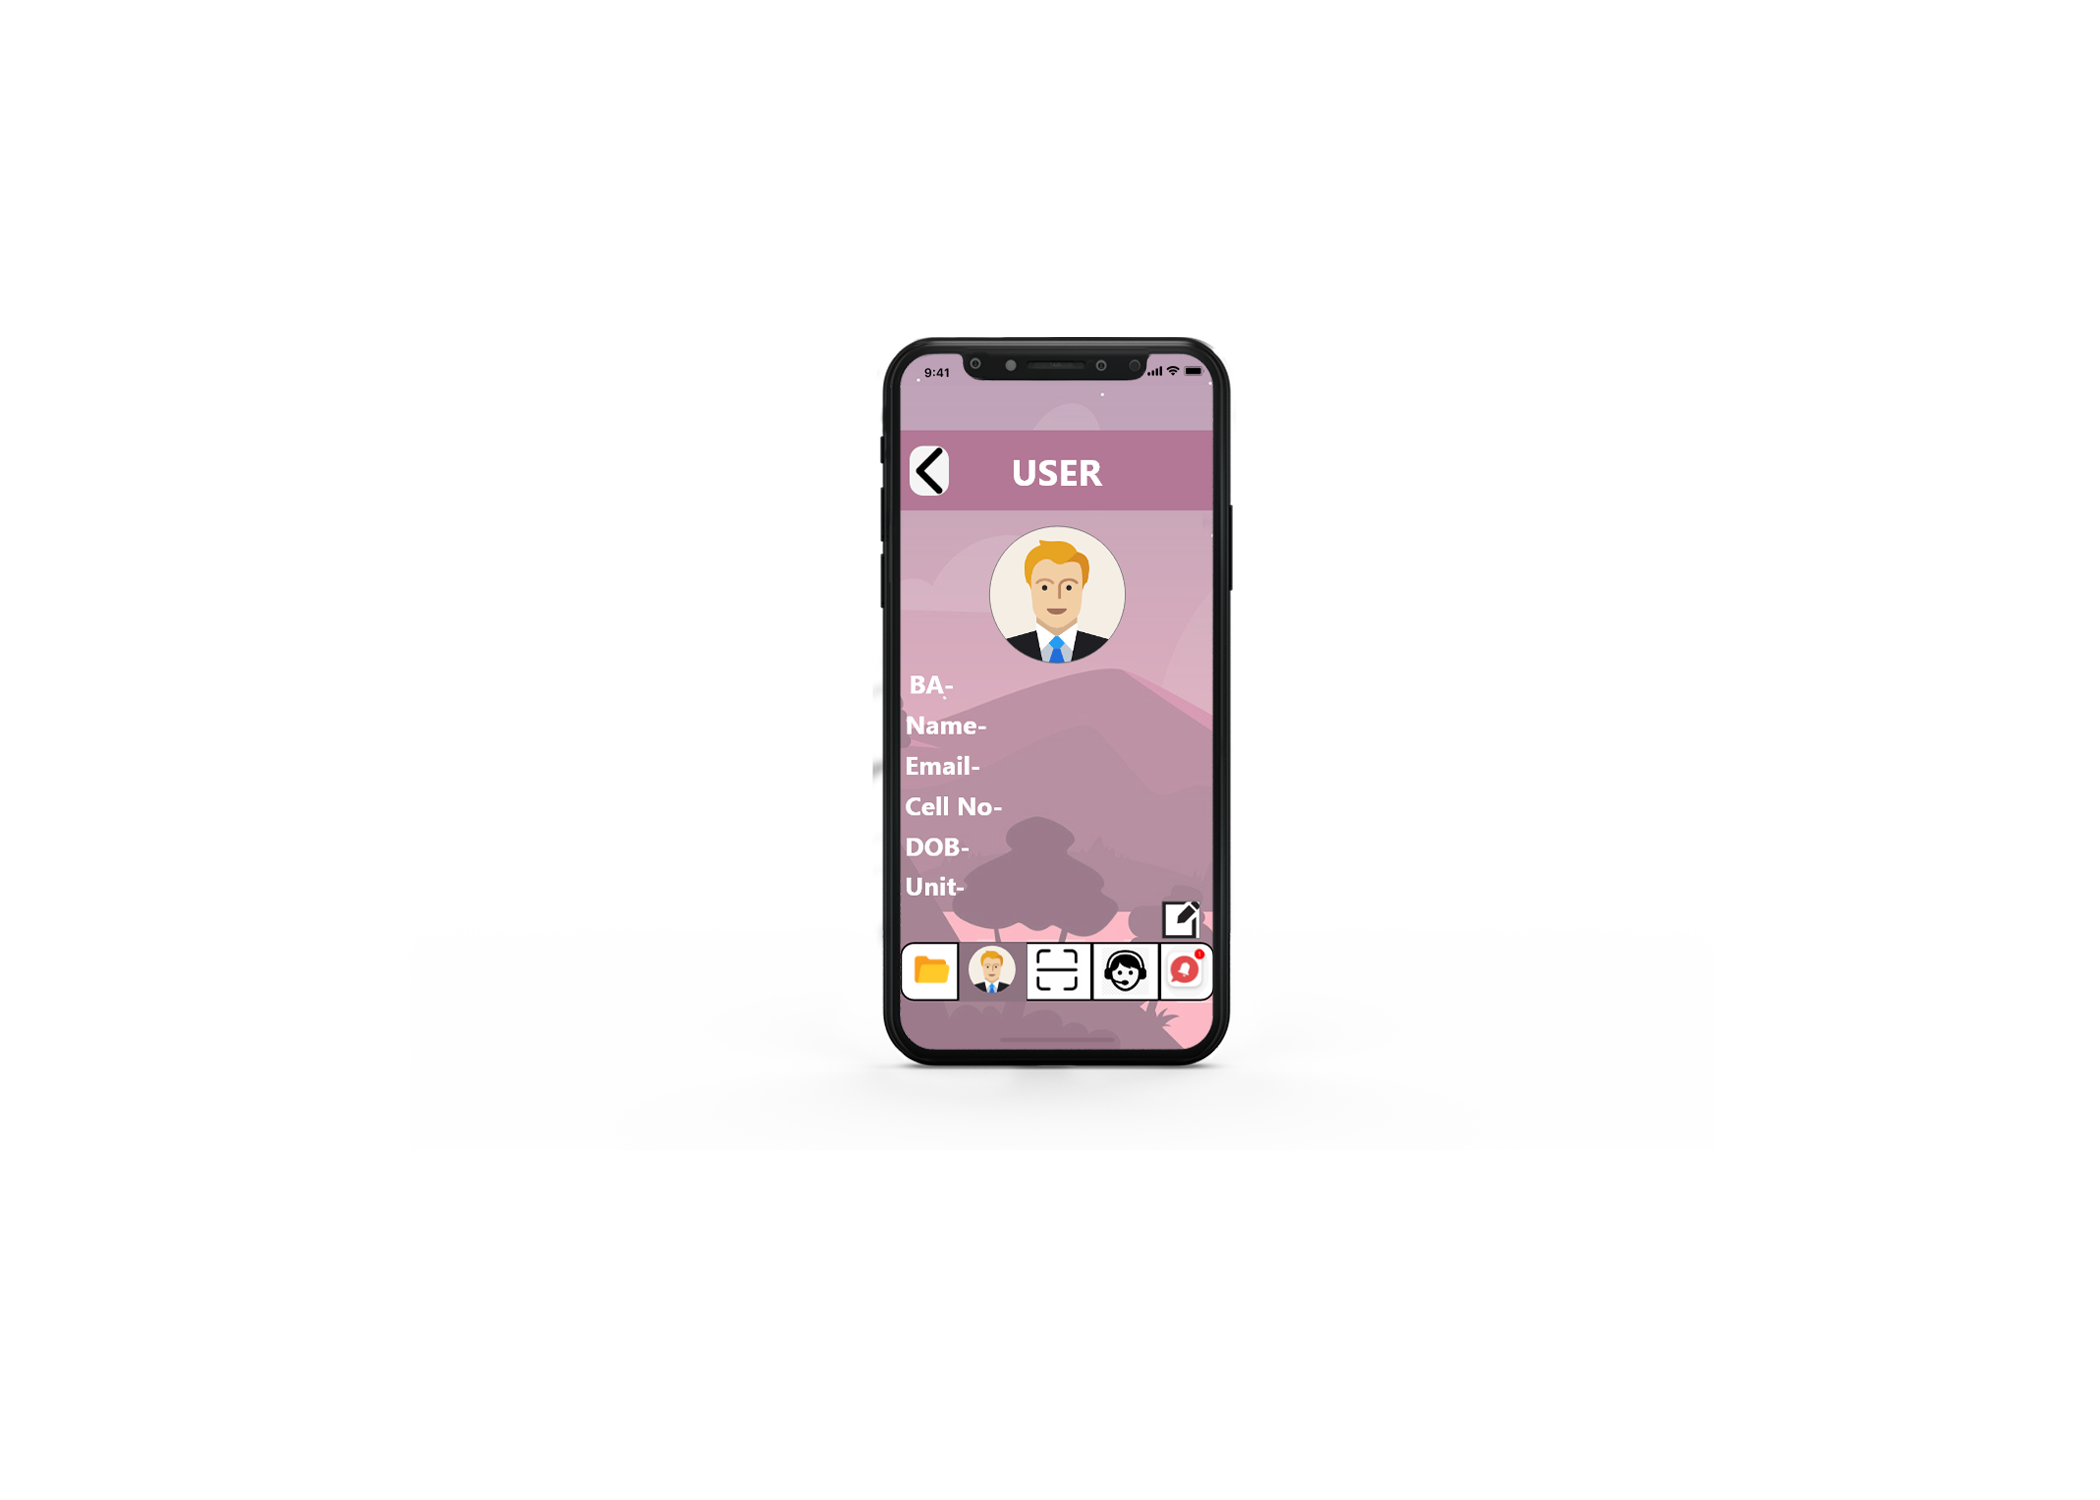 9:41
USER
BA-
Name-
Email-
Cell No-
DOB-
Unit-